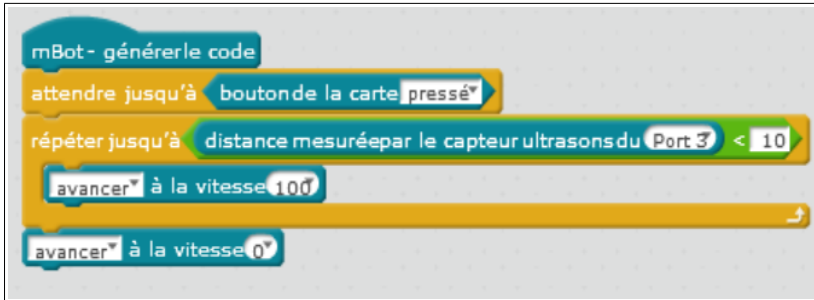 mBot - générerle code
attendre jusqu'à boutonde la carte pressé
répéter jusqu'à distance mesuréepar le capteur ultrasonsdu Port 3 < 10
avancer à la vitesse 100
avancer à la vitesse 0